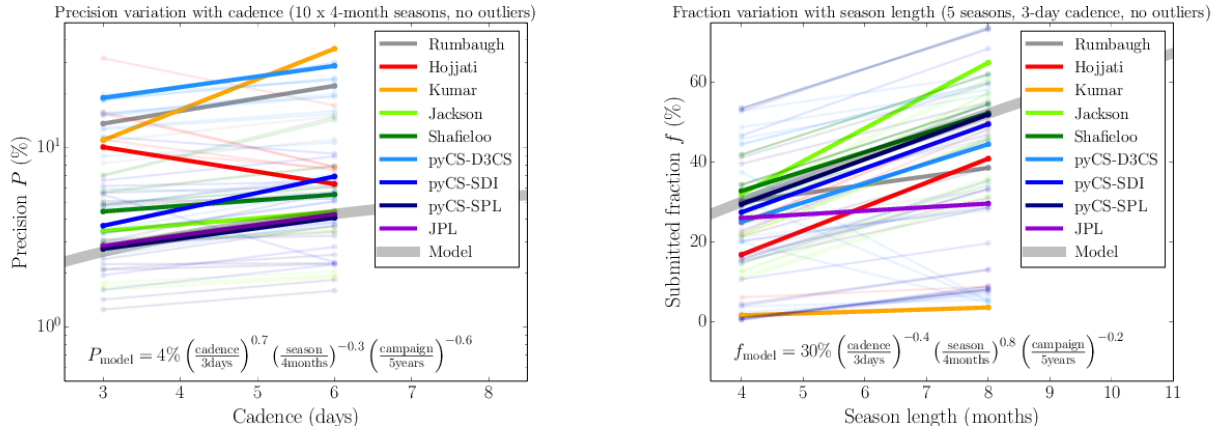 Precision variation with cadence (10 x 4-month seasons, no outliers)
Precision P (%)
10¹
10⁰
3 4 5 6 7 8
Cadence (days)
Rumbaugh
Hojjati
Kumar
Jackson
Shafieloo
pyCS-D3CS
pyCS-SDI
pyCS-SPL
JPL
Model
P_model = 4% (cadence/3days)^0.7 (season/4months)^−0.3 (campaign/5years)^−0.6
Fraction variation with season length (5 seasons, 3-day cadence, no outliers)
Submitted fraction f (%)
60
40
20
0
4 5 6 7 8 9 10 11
Season length (months)
Rumbaugh
Hojjati
Kumar
Jackson
Shafieloo
pyCS-D3CS
pyCS-SDI
pyCS-SPL
JPL
Model
f_model = 30% (cadence/3days)^−0.4 (season/4months)^0.8 (campaign/5years)^−0.2